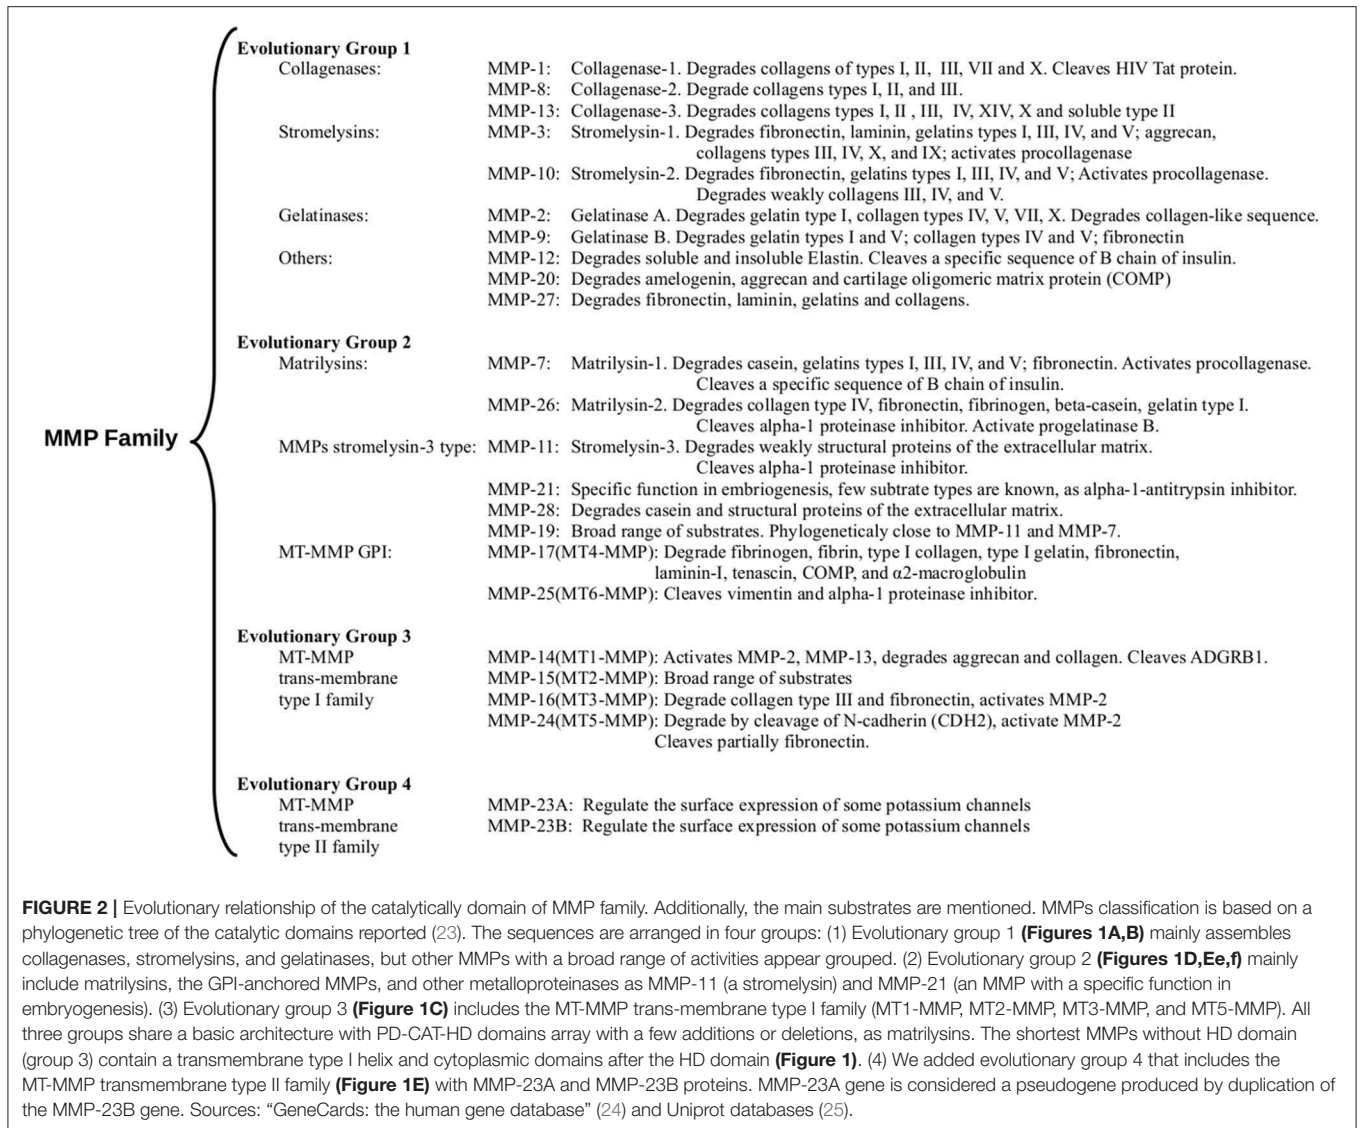 MMP Family
Evolutionary Group 1
Collagenases: MMP-1: Collagenase-1. Degrades collagens of types I, II, III, VII and X. Cleaves HIV Tat protein.
MMP-8: Collagenase-2. Degrade collagens types I, II, and III.
MMP-13: Collagenase-3. Degrades collagens types I, II , III, IV, XIV, X and soluble type II
Stromelysins: MMP-3: Stromelysin-1. Degrades fibronectin, laminin, gelatins types I, III, IV, and V; aggrecan,
collagens types III, IV, X, and IX; activates procollagenase
MMP-10: Stromelysin-2. Degrades fibronectin, gelatins types I, III, IV, and V; Activates procollagenase.
Degrades weakly collagens III, IV, and V.
Gelatinases: MMP-2: Gelatinase A. Degrades gelatin type I, collagen types IV, V, VII, X. Degrades collagen-like sequence.
MMP-9: Gelatinase B. Degrades gelatin types I and V; collagen types IV and V; fibronectin
Others: MMP-12: Degrades soluble and insoluble Elastin. Cleaves a specific sequence of B chain of insulin.
MMP-20: Degrades amelogenin, aggrecan and cartilage oligomeric matrix protein (COMP)
MMP-27: Degrades fibronectin, laminin, gelatins and collagens.
Evolutionary Group 2
Matrilysins: MMP-7: Matrilysin-1. Degrades casein, gelatins types I, III, IV, and V; fibronectin. Activates procollagenase.
Cleaves a specific sequence of B chain of insulin.
MMP-26: Matrilysin-2. Degrades collagen type IV, fibronectin, fibrinogen, beta-casein, gelatin type I.
Cleaves alpha-1 proteinase inhibitor. Activate progelatinase B.
MMPs stromelysin-3 type: MMP-11: Stromelysin-3. Degrades weakly structural proteins of the extracellular matrix.
Cleaves alpha-1 proteinase inhibitor.
MMP-21: Specific function in embriogenesis, few subtrate types are known, as alpha-1-antitrypsin inhibitor.
MMP-28: Degrades casein and structural proteins of the extracellular matrix.
MMP-19: Broad range of substrates. Phylogeneticaly close to MMP-11 and MMP-7.
MT-MMP GPI: MMP-17(MT4-MMP): Degrade fibrinogen, fibrin, type I collagen, type I gelatin, fibronectin,
laminin-I, tenascin, COMP, and α2-macroglobulin
MMP-25(MT6-MMP): Cleaves vimentin and alpha-1 proteinase inhibitor.
Evolutionary Group 3
MT-MMP MMP-14(MT1-MMP): Activates MMP-2, MMP-13, degrades aggrecan and collagen. Cleaves ADGRB1.
trans-membrane MMP-15(MT2-MMP): Broad range of substrates
type I family MMP-16(MT3-MMP): Degrade collagen type III and fibronectin, activates MMP-2
MMP-24(MT5-MMP): Degrade by cleavage of N-cadherin (CDH2), activate MMP-2
Cleaves partially fibronectin.
Evolutionary Group 4
MT-MMP MMP-23A: Regulate the surface expression of some potassium channels
trans-membrane MMP-23B: Regulate the surface expression of some potassium channels
type II family
FIGURE 2 | Evolutionary relationship of the catalytically domain of MMP family. Additionally, the main substrates are mentioned. MMPs classification is based on a
phylogenetic tree of the catalytic domains reported (23). The sequences are arranged in four groups: (1) Evolutionary group 1 (Figures 1A,B) mainly assembles
collagenases, stromelysins, and gelatinases, but other MMPs with a broad range of activities appear grouped. (2) Evolutionary group 2 (Figures 1D,Ee,f) mainly
include matrilysins, the GPI-anchored MMPs, and other metalloproteinases as MMP-11 (a stromelysin) and MMP-21 (an MMP with a specific function in
embryogenesis). (3) Evolutionary group 3 (Figure 1C) includes the MT-MMP trans-membrane type I family (MT1-MMP, MT2-MMP, MT3-MMP, and MT5-MMP). All
three groups share a basic architecture with PD-CAT-HD domains array with a few additions or deletions, as matrilysins. The shortest MMPs without HD domain
(group 3) contain a transmembrane type I helix and cytoplasmic domains after the HD domain (Figure 1). (4) We added evolutionary group 4 that includes the
MT-MMP transmembrane type II family (Figure 1E) with MMP-23A and MMP-23B proteins. MMP-23A gene is considered a pseudogene produced by duplication of
the MMP-23B gene. Sources: “GeneCards: the human gene database” (24) and Uniprot databases (25).